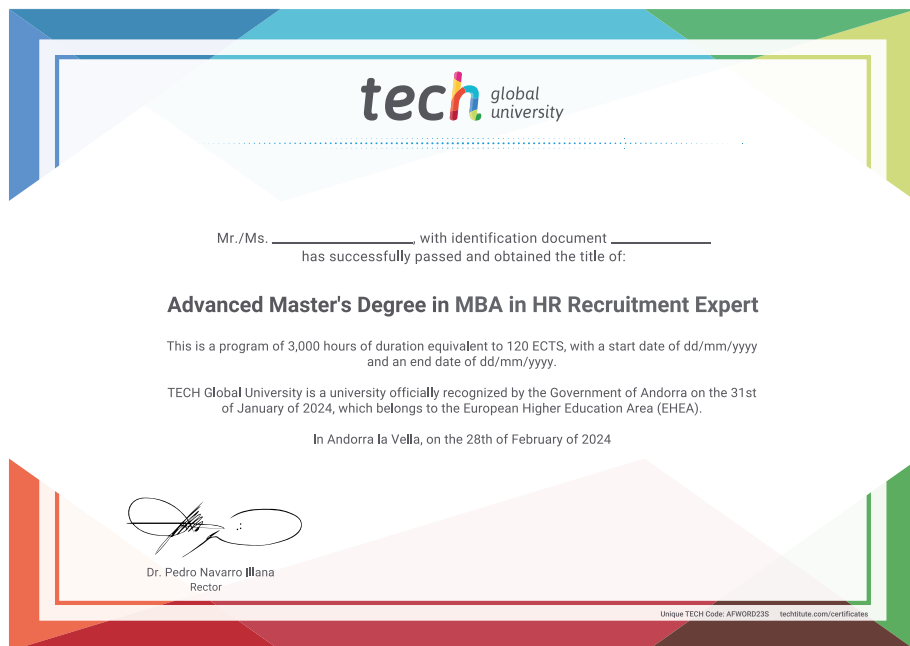 tech global
university
Mr./Ms. ____________, with identification document ____________
has successfully passed and obtained the title of:
Advanced Master's Degree in MBA in HR Recruitment Expert
This is a program of 3,000 hours of duration equivalent to 120 ECTS, with a start date of dd/mm/yyyy
and an end date of dd/mm/yyyy.
TECH Global University is a university officially recognized by the Government of Andorra on the 31st
of January of 2024, which belongs to the European Higher Education Area (EHEA).
In Andorra la Vella, on the 28th of February of 2024
Dr. Pedro Navarro Illana
Rector
Unique TECH Code: AFWORD23S techtitute.com/certificates